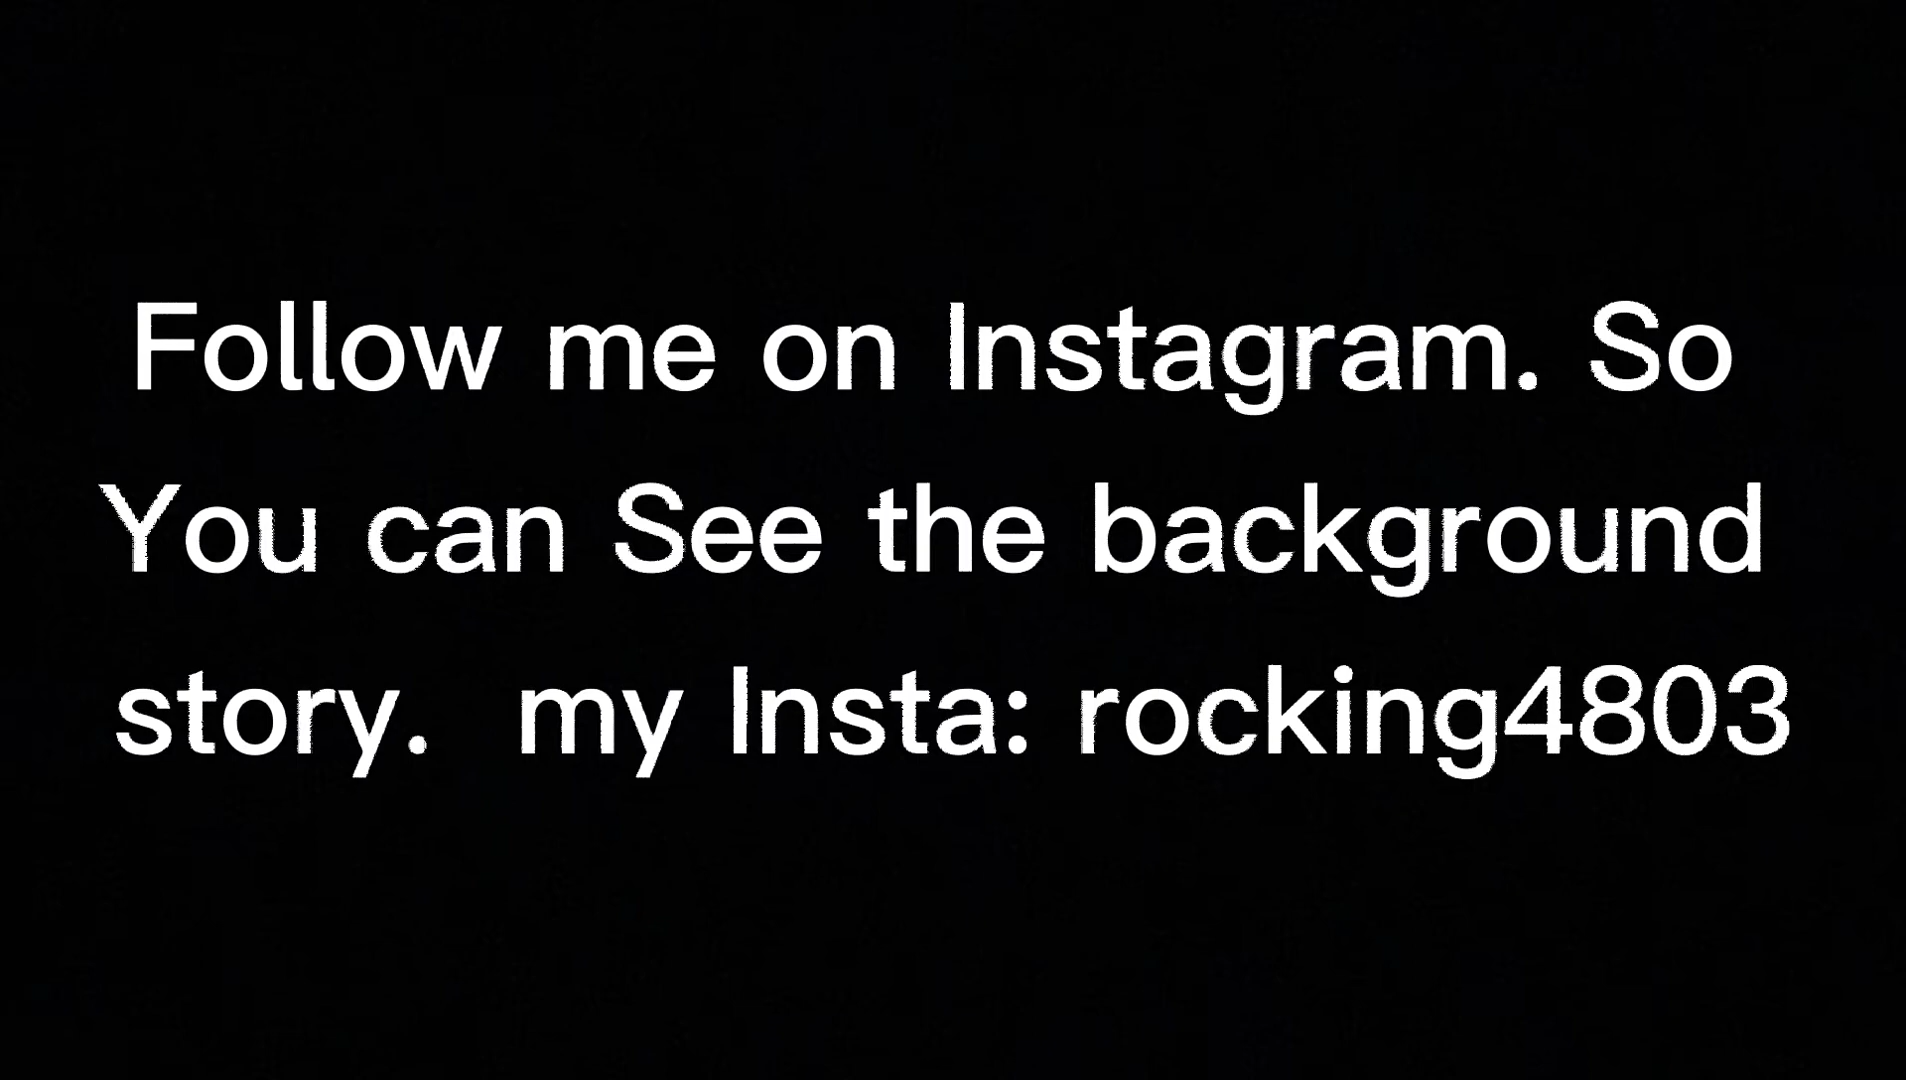 Follow me on Instagram. So
You can See the background
story.  my Insta: rocking4803